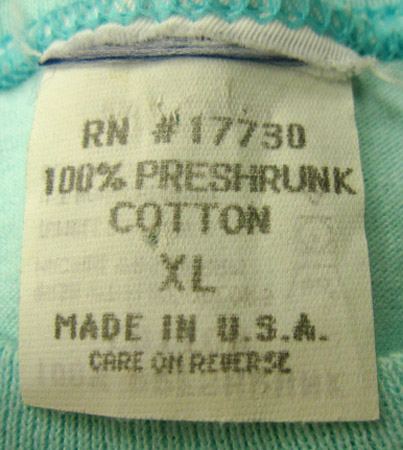 RN #17730
100% PRESHRUNK
COTTON
XL
MADE IN U.S.A.
CARE ON REVERSE